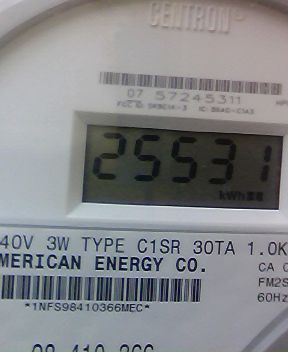 CENTRON
07 57245311
25531
kWh
40V 3W TYPE C1SR 30TA 1.0K
MERICAN ENERGY CO.
CA 0
FM2S
60Hz
*1NFS98410366MEC*